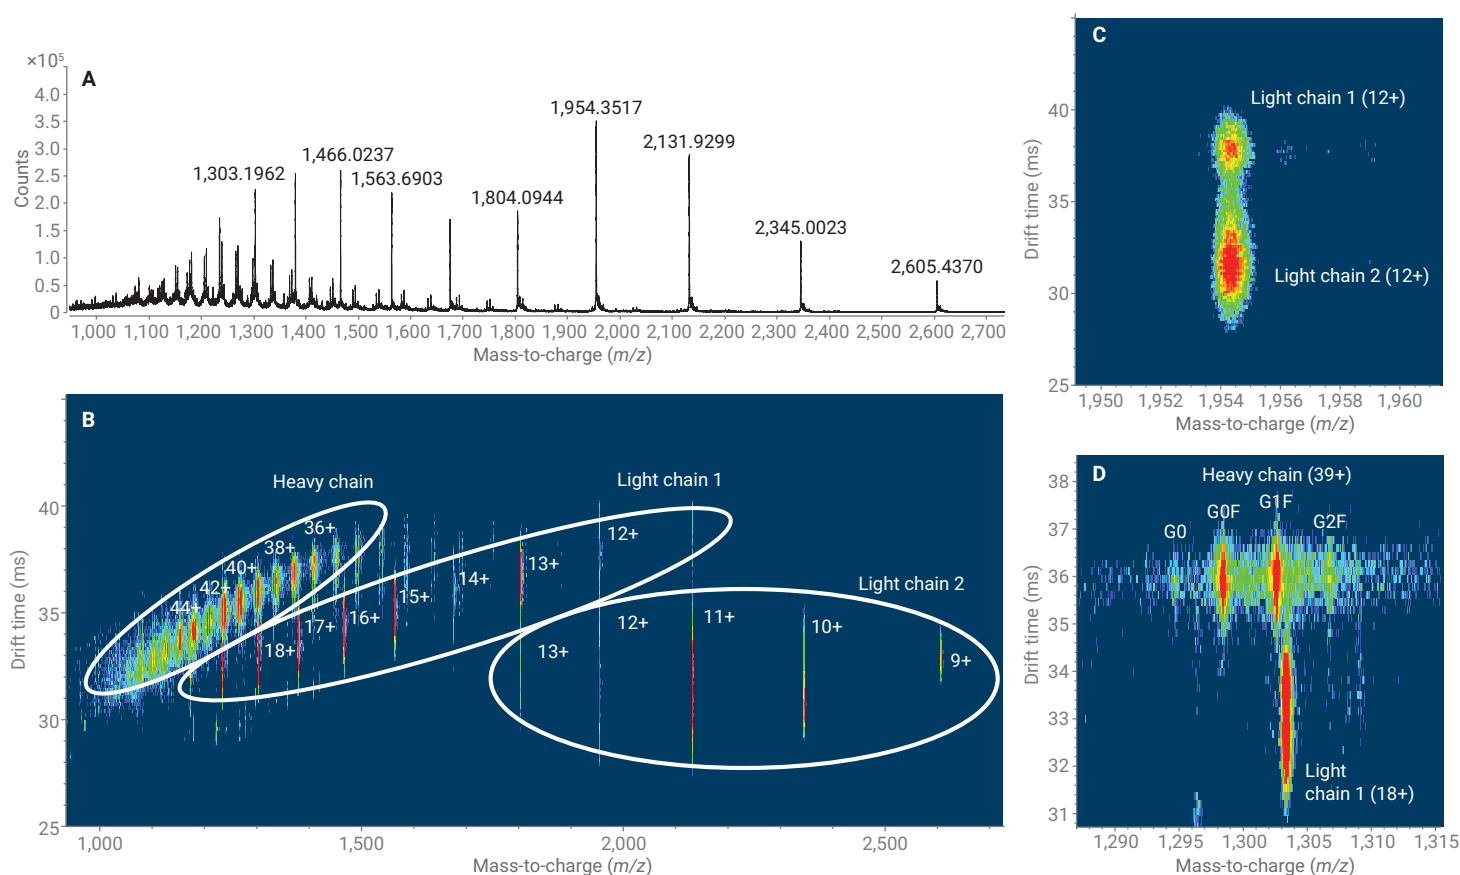 A
×10⁵
4.0
3.5
3.0
2.5
2.0
1.5
1.0
0.5
0
Counts
1,303.1962
1,466.0237
1,563.6903
1,804.0944
1,954.3517
2,131.9299
2,345.0023
2,605.4370
1,000 1,100 1,200 1,300 1,400 1,500 1,600 1,700 1,800 1,900 2,000 2,100 2,200 2,300 2,400 2,500 2,600 2,700
Mass-to-charge (m/z)
B
Heavy chain
Light chain 1
Light chain 2
36+
38+
40+
42+
44+
12+
13+
14+
15+
16+
17+
18+
13+
12+
11+
10+
9+
40
35
30
25
Drift time (ms)
1,000 1,500 2,000 2,500
Mass-to-charge (m/z)
C
Light chain 1 (12+)
Light chain 2 (12+)
40
35
30
25
Drift time (ms)
1,950 1,952 1,954 1,956 1,958 1,960
Mass-to-charge (m/z)
D
Heavy chain (39+)
G0
G0F
G1F
G2F
Light
chain 1 (18+)
38
37
36
35
34
33
32
31
Drift time (ms)
1,290 1,295 1,300 1,305 1,310 1,315
Mass-to-charge (m/z)